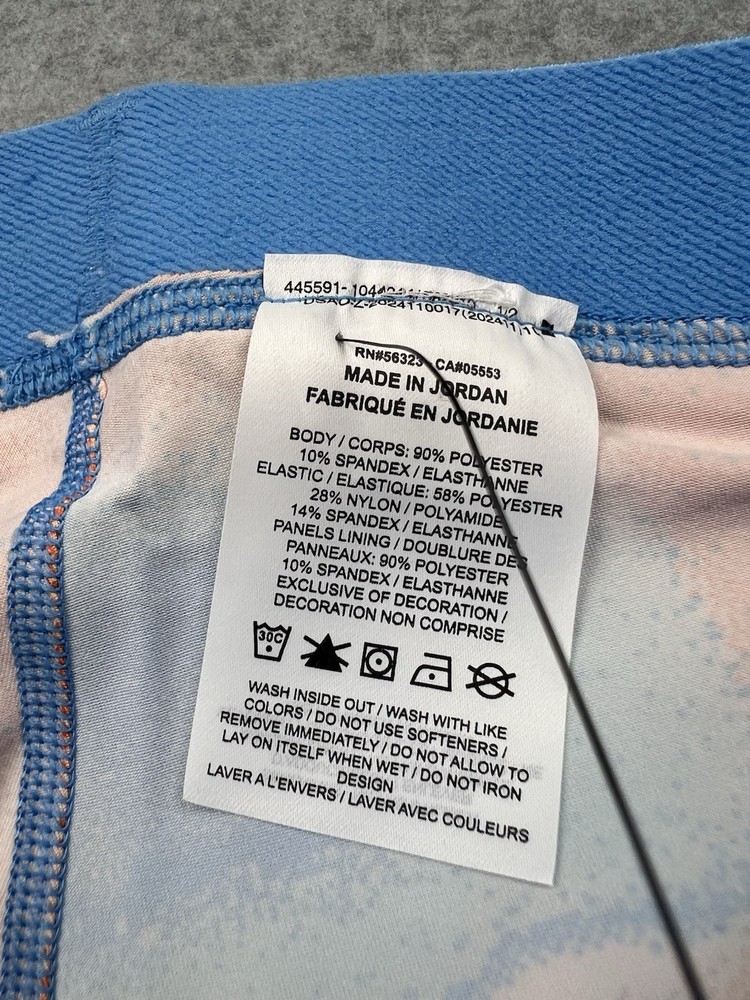 445591-
RN#56323 CA#05553
MADE IN JORDAN
FABRIQUÉ EN JORDANIE
BODY / CORPS: 90% POLYESTER
10% SPANDEX / ELASTHANNE
ELASTIC / ELASTIQUE: 58% POLYESTER
28% NYLON / POLYAMIDE
14% SPANDEX / ELASTHANNE
PANELS LINING / DOUBLURE DES
PANNEAUX: 90% POLYESTER
10% SPANDEX / ELASTHANNE
EXCLUSIVE OF DECORATION /
DECORATION NON COMPRISE
30C
WASH INSIDE OUT / WASH WITH LIKE
COLORS / DO NOT USE SOFTENERS /
REMOVE IMMEDIATELY / DO NOT ALLOW TO
LAY ON ITSELF WHEN WET / DO NOT IRON
DESIGN
LAVER A L'ENVERS / LAVER AVEC COULEURS